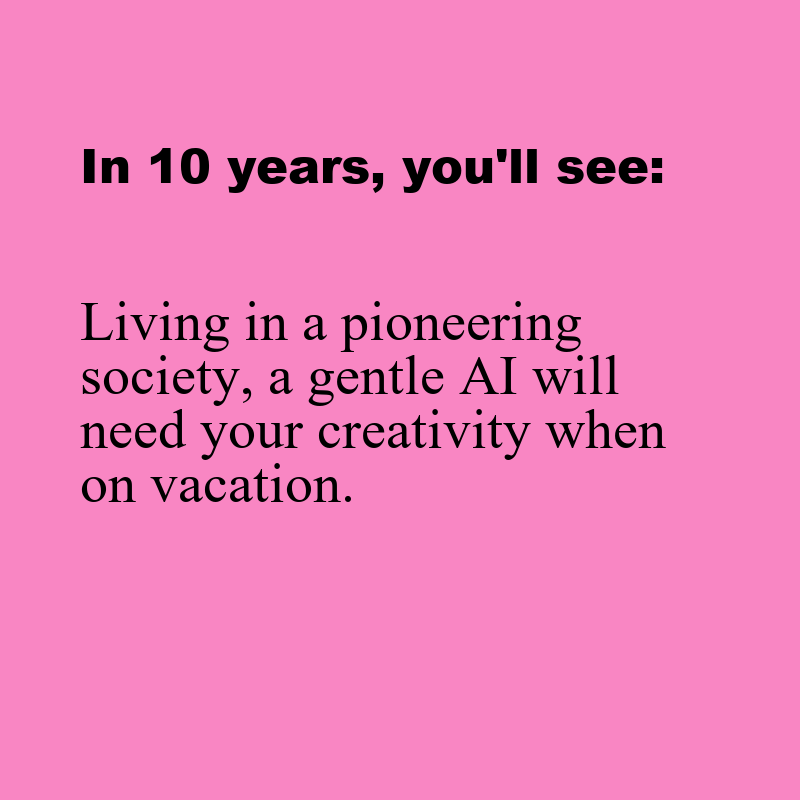 In 10 years, you'll see:
Living in a pioneering
society, a gentle AI will
need your creativity when
on vacation.